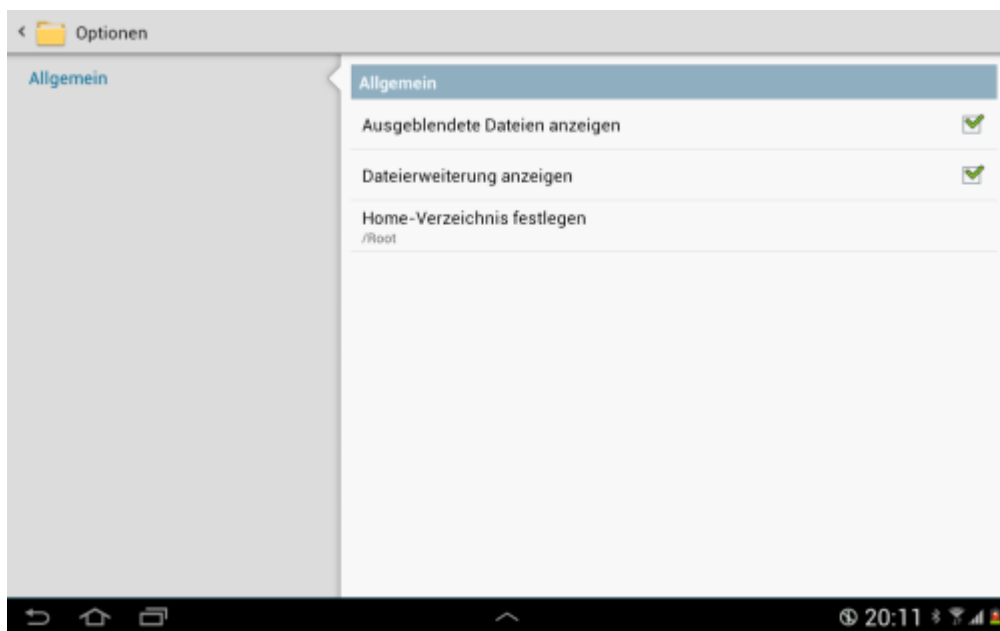 Optionen
Allgemein
Allgemein
Ausgeblendete Dateien anzeigen
Dateierweiterung anzeigen
Home-Verzeichnis festlegen
/Root
20:11